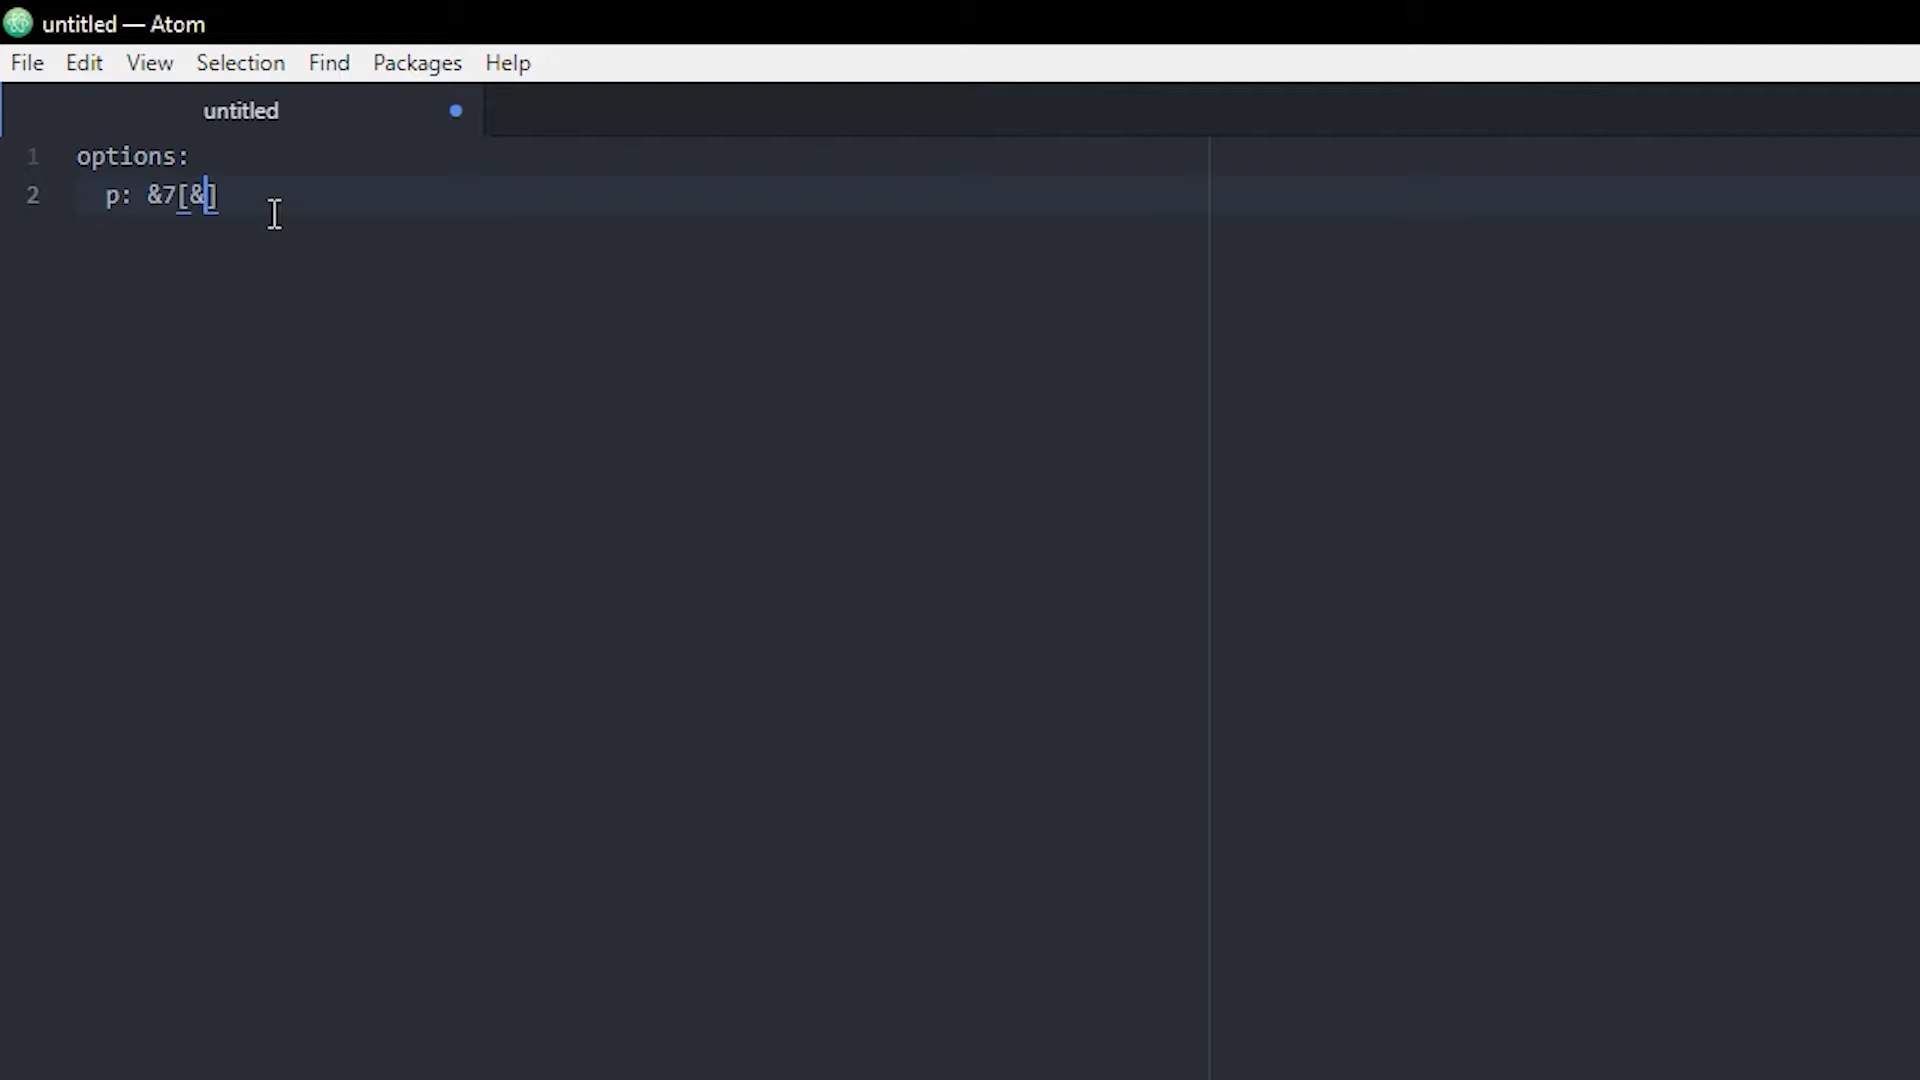 untitled — Atom
File Edit View Selection Find Packages Help
untitled
1 options:
2 p: &7[&]